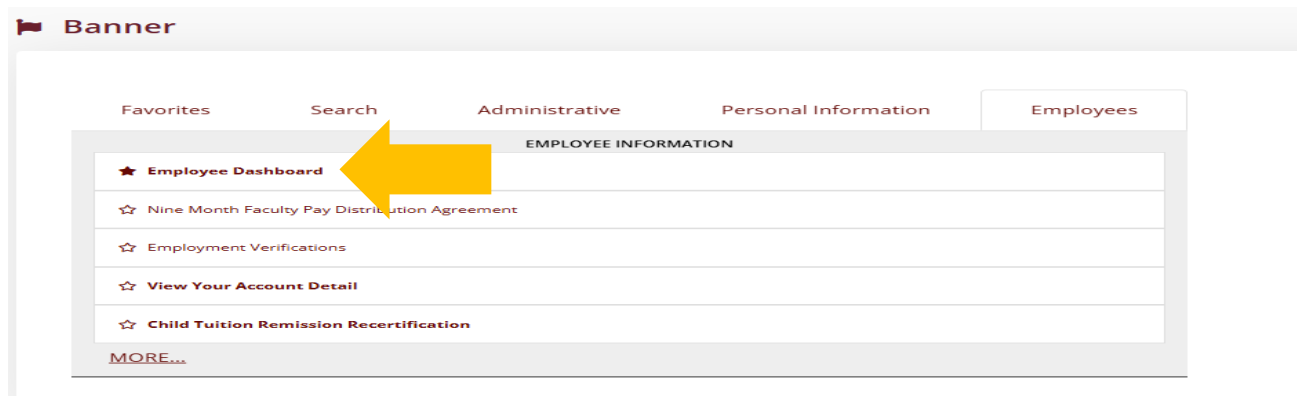 Banner
Favorites Search Administrative Personal Information Employees
EMPLOYEE INFORMATION
Employee Dashboard
Nine Month Faculty Pay Distribution Agreement
Employment Verifications
View Your Account Detail
Child Tuition Remission Recertification
MORE...